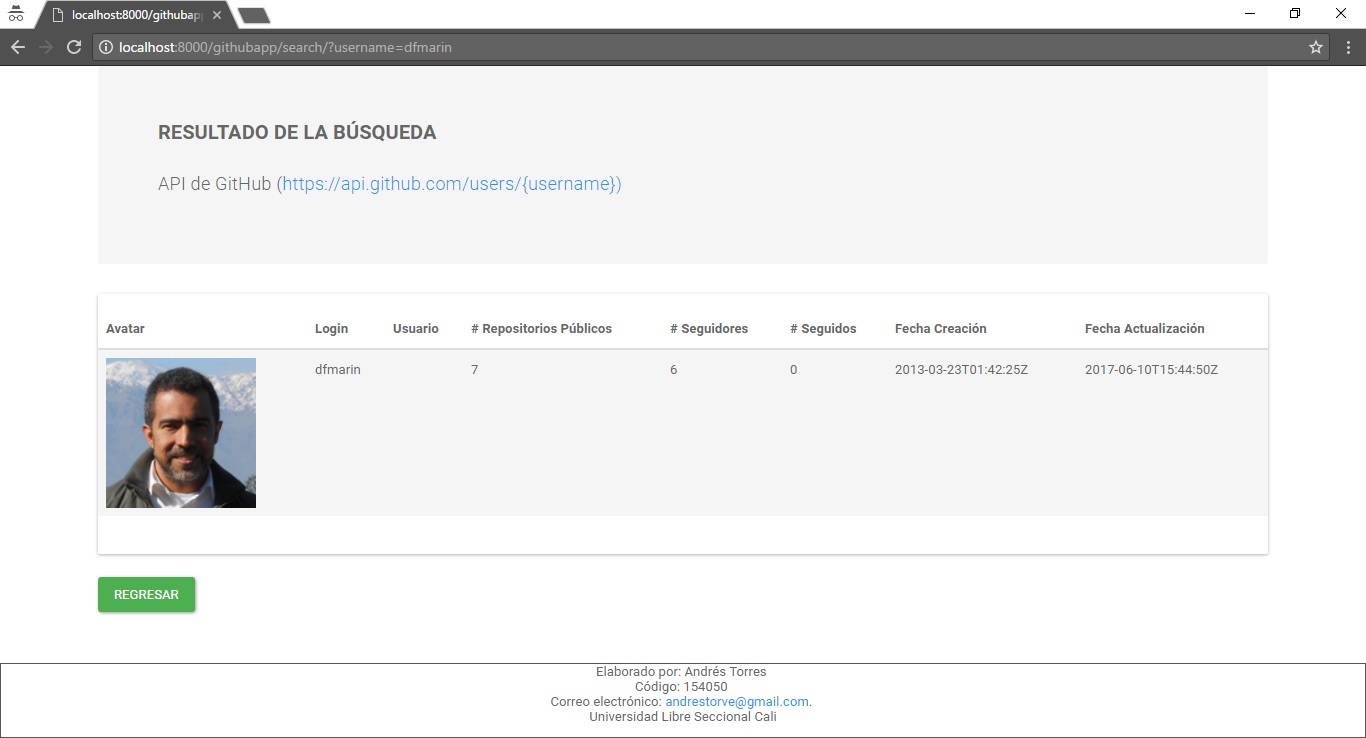 localhost:8000/githubapp
localhost:8000/githubapp/search/?username=dfmarin
RESULTADO DE LA BÚSQUEDA
API de GitHub (https://api.github.com/users/{username})
Avatar Login Usuario # Repositorios Públicos # Seguidores # Seguidos Fecha Creación Fecha Actualización
dfmarin 7 6 0 2013-03-23T01:42:25Z 2017-06-10T15:44:50Z
REGRESAR
Elaborado por: Andrés Torres
Código: 154050
Correo electrónico: andrestorve@gmail.com.
Universidad Libre Seccional Cali